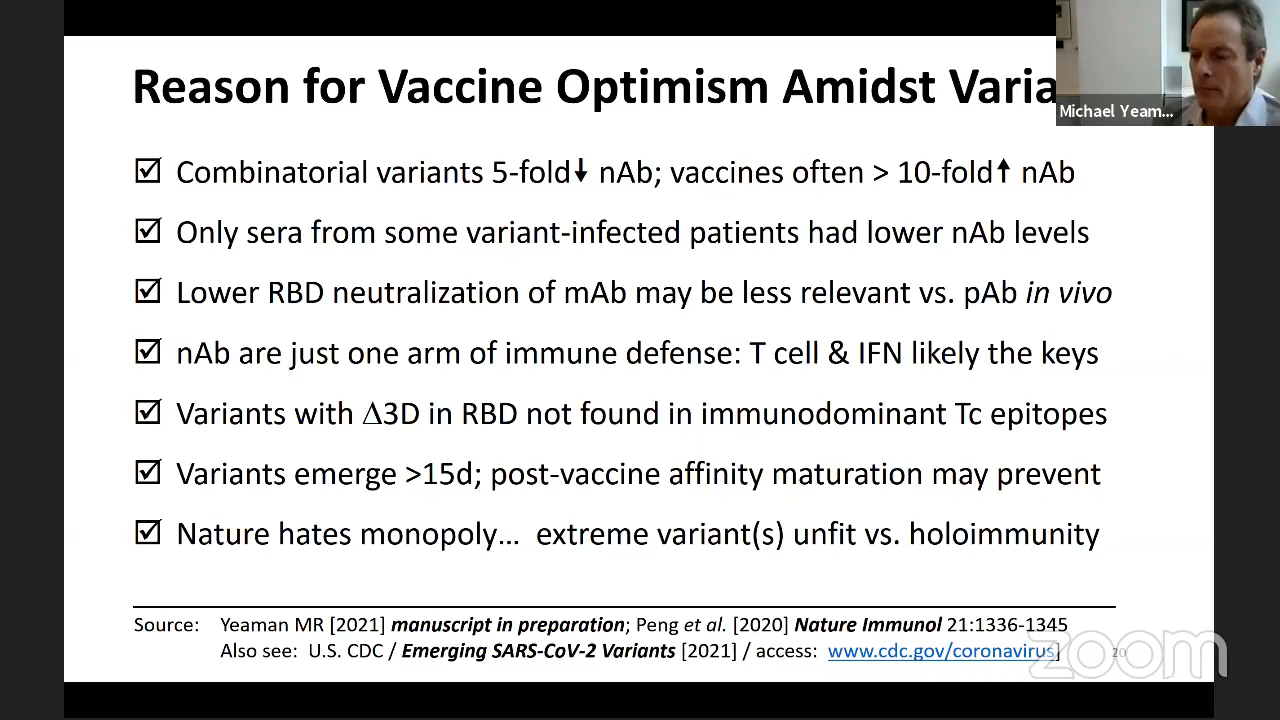 Reason for Vaccine Optimism Amidst Varia
Michael Yeam...
☑ Combinatorial variants 5-fold↓ nAb; vaccines often > 10-fold↑ nAb
☑ Only sera from some variant-infected patients had lower nAb levels
☑ Lower RBD neutralization of mAb may be less relevant vs. pAb in vivo
☑ nAb are just one arm of immune defense: T cell & IFN likely the keys
☑ Variants with Δ3D in RBD not found in immunodominant Tc epitopes
☑ Variants emerge >15d; post-vaccine affinity maturation may prevent
☑ Nature hates monopoly… extreme variant(s) unfit vs. holoimmunity
Source: Yeaman MR [2021] manuscript in preparation; Peng et al. [2020] Nature Immunol 21:1336-1345
Also see: U.S. CDC / Emerging SARS-CoV-2 Variants [2021] / access: www.cdc.gov/coronavirus]
20
zoom